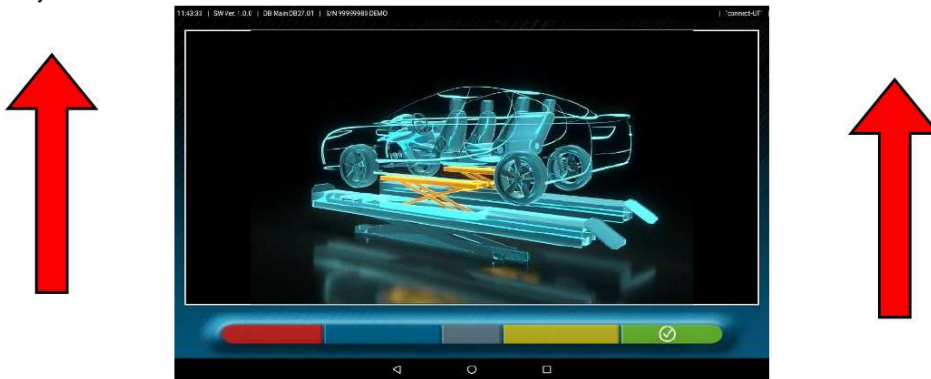 11:43:33 | SW Ver. 1.0.0 | DB Main DB27.01 | S/N 99999980 DEMO | "connect-LIT" |